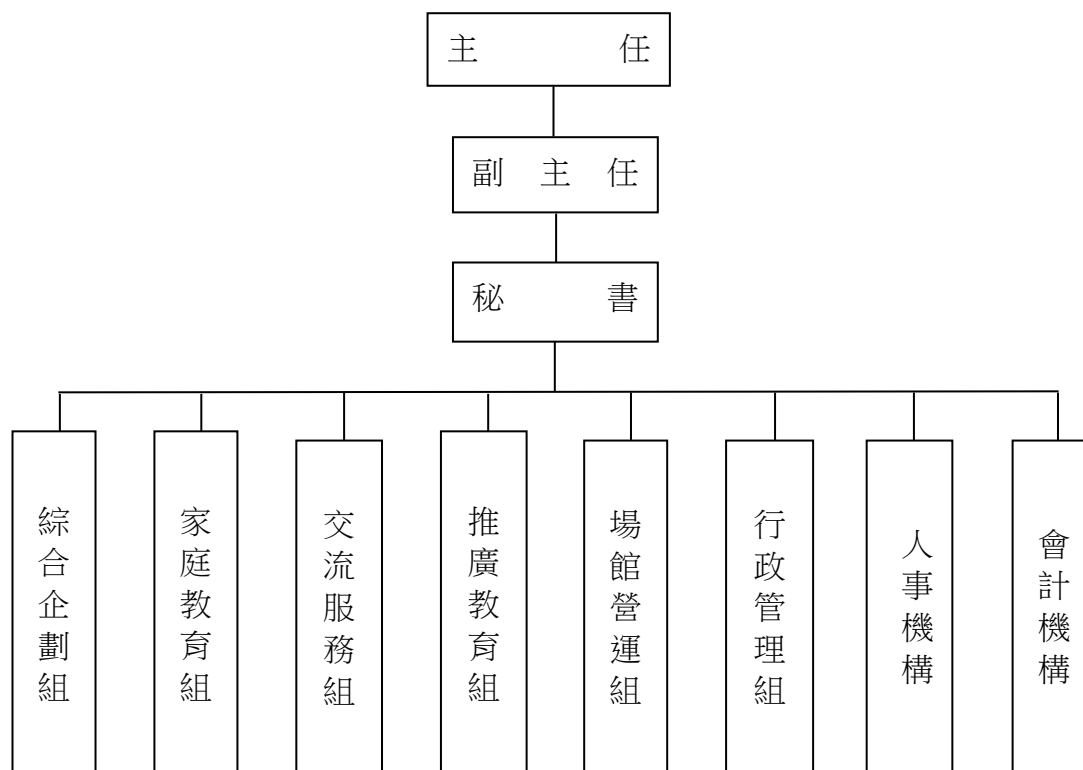 主任
副主任
秘書
綜合企劃組
家庭教育組
交流服務組
推廣教育組
場館營運組
行政管理組
人事機構
會計機構